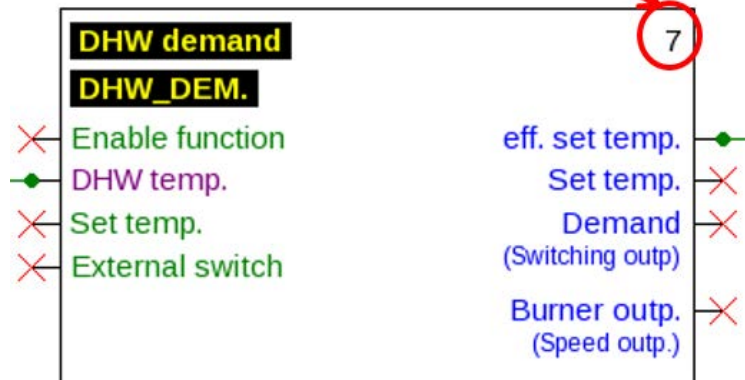 DHW demand 7
DHW_DEM.
Enable function eff. set temp.
DHW temp. Set temp.
Set temp. Demand
External switch (Switching outp)
Burner outp.
(Speed outp.)